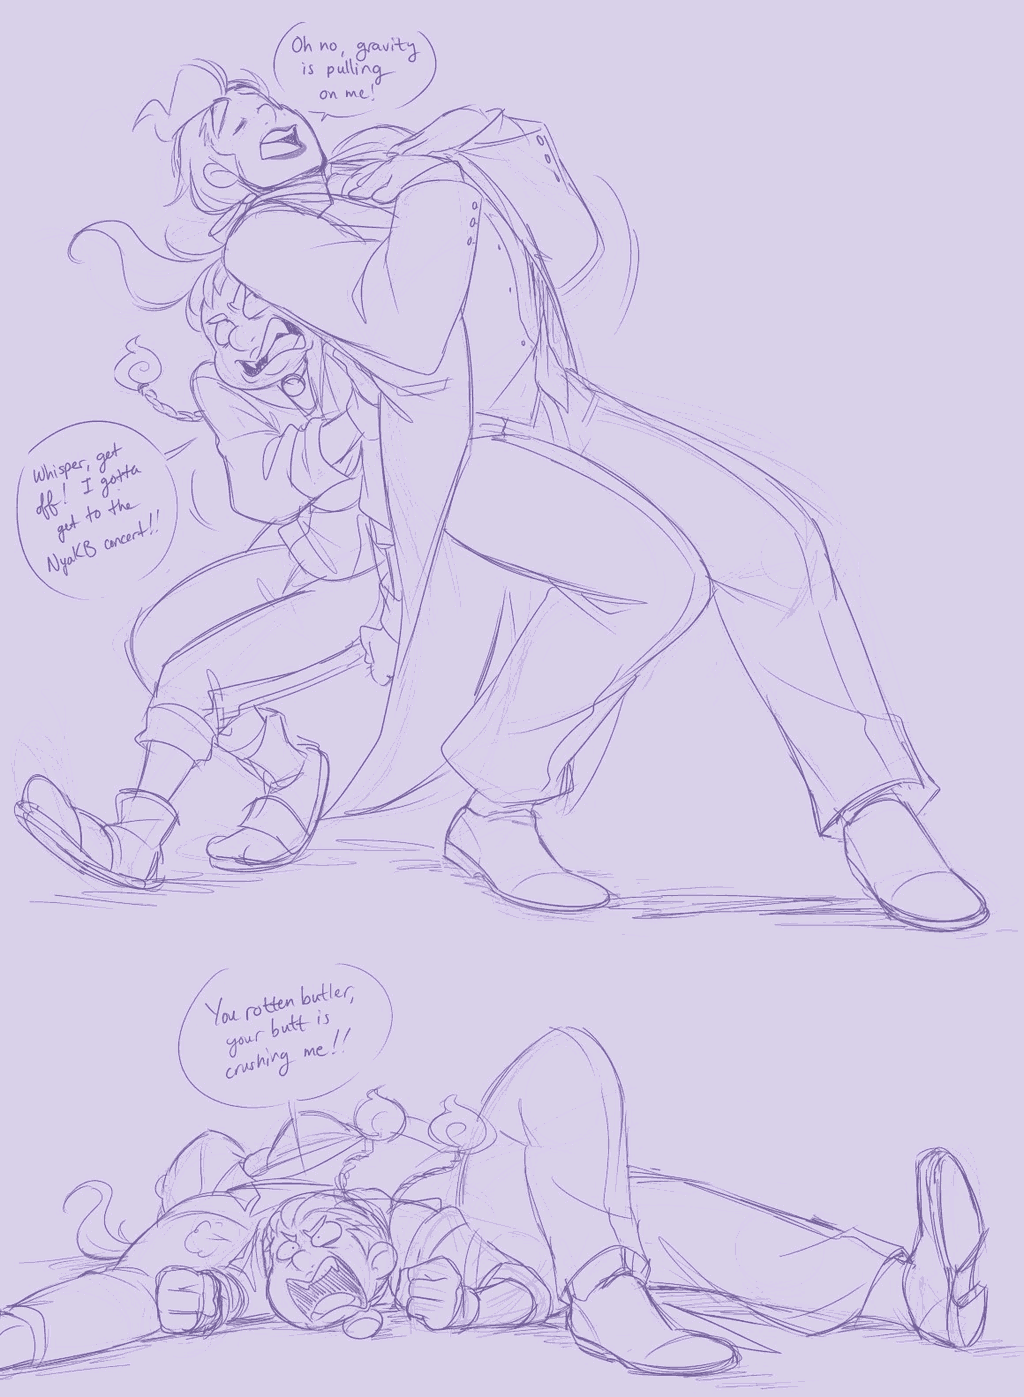 Oh no, gravity
is pulling
on me!
Whisper, get
off! I gotta
get to the
NyaKB concert!!
You rotten butler,
your butt is
crushing me!!